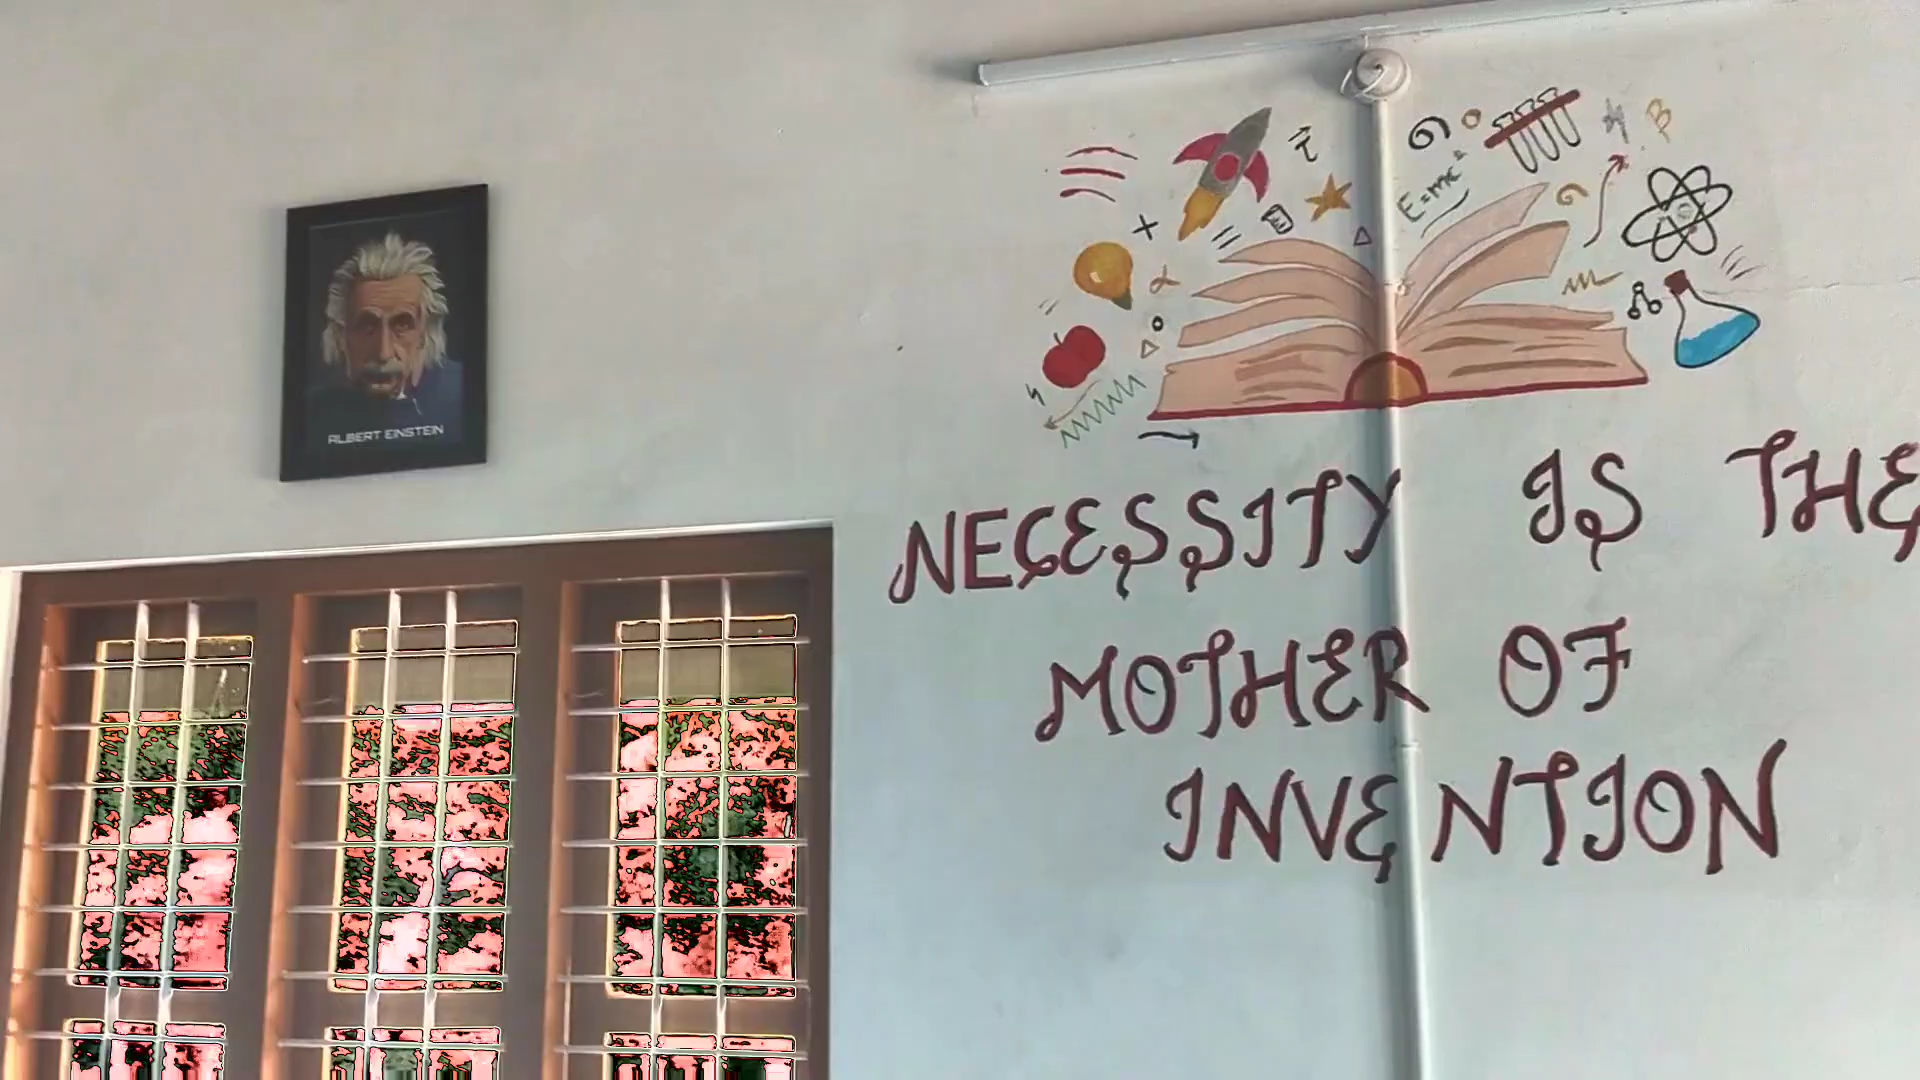 ALBERT EINSTEIN
E=mc²
NECESSITY IS THE
MOTHER OF
INVENTION